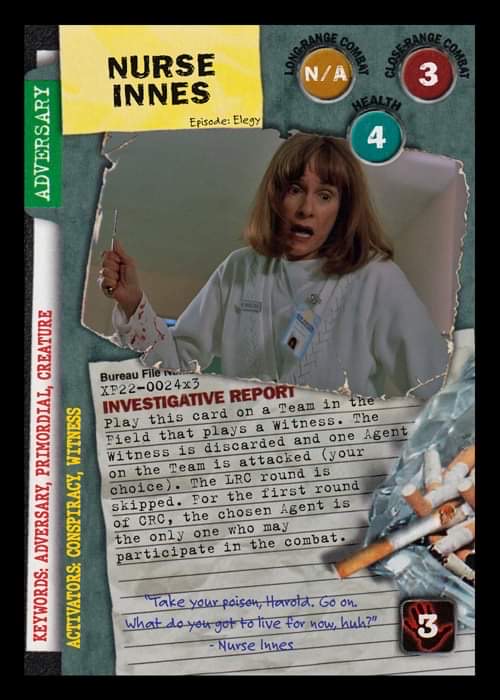 NURSE
INNES
Episode: Elegy
LONG-RANGE COMBAT
N/A
CLOSE-RANGE COMBAT
3
HEALTH
4
ADVERSARY
KEYWORDS: ADVERSARY, PRIMORDIAL, CREATURE
ACTIVATORS: CONSPIRACY, WITNESS
Bureau File
XF22-0024x3
INVESTIGATIVE REPORT
Play this card on a Team in the
Field that plays a Witness. The
Witness is discarded and one Agent
on the Team is attacked (your
choice). The LRC round is
skipped. For the first round
of CRC, the chosen Agent is
the only one who may
participate in the combat.
"Take your poison, Harold. Go on.
What do you got to live for now, huh?"
- Nurse Innes
3